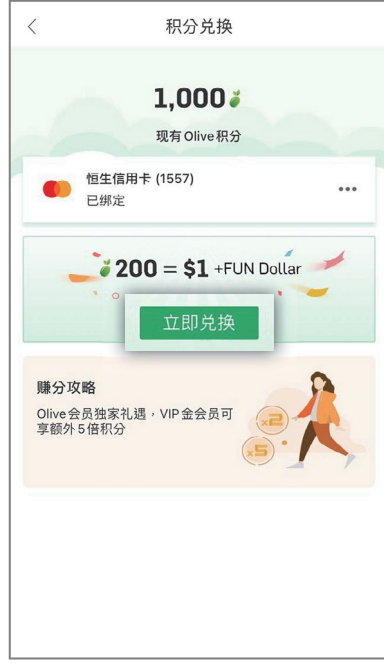 积分兑换
1,000
现有Olive积分
恒生信用卡 (1557)
已绑定
200 = $1 +FUN Dollar
立即兑换
赚分攻略
Olive会员独家礼遇，VIP金会员可
享额外5倍积分
x2
x5